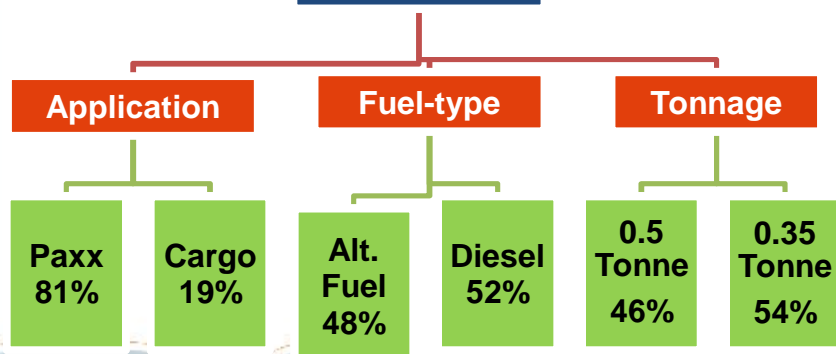 Application
Fuel-type
Tonnage
Paxx
81%
Cargo
19%
Alt.
Fuel
48%
Diesel
52%
0.5
Tonne
46%
0.35
Tonne
54%